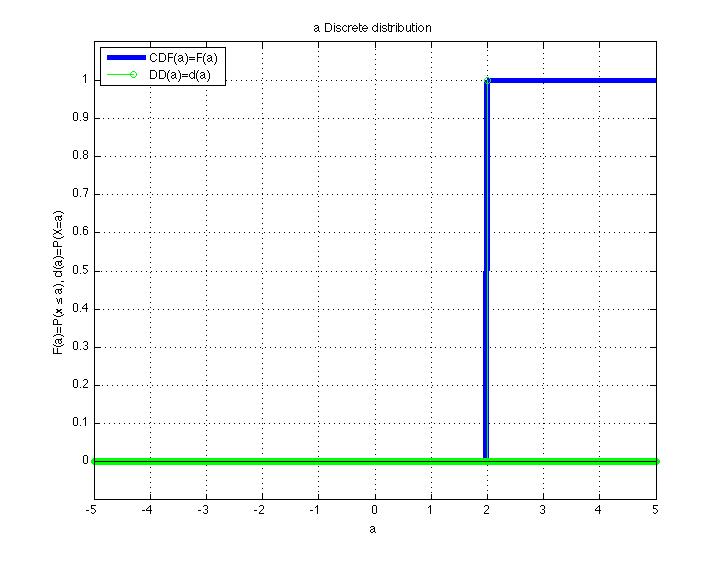 a Discrete distribution
CDF(a)=F(a)
DD(a)=d(a)
F(a)=P(x ≤ a), d(a)=P(X=a)
1
0.9
0.8
0.7
0.6
0.5
0.4
0.3
0.2
0.1
0
-5 -4 -3 -2 -1 0 1 2 3 4 5
a